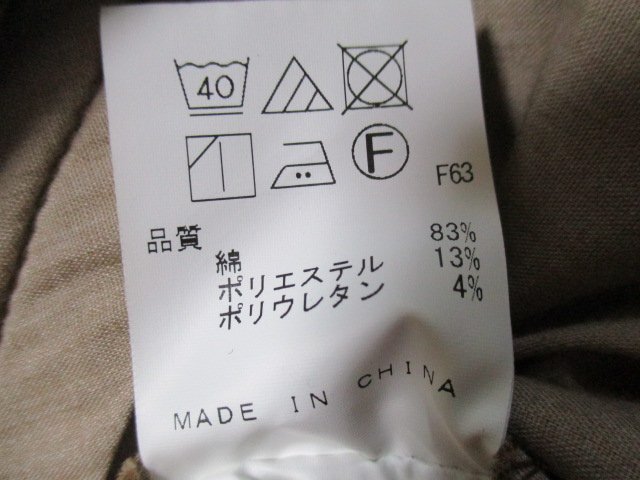 40
F
F63
品質
綿 83%
ポリエステル 13%
ポリウレタン 4%
MADE IN CHINA